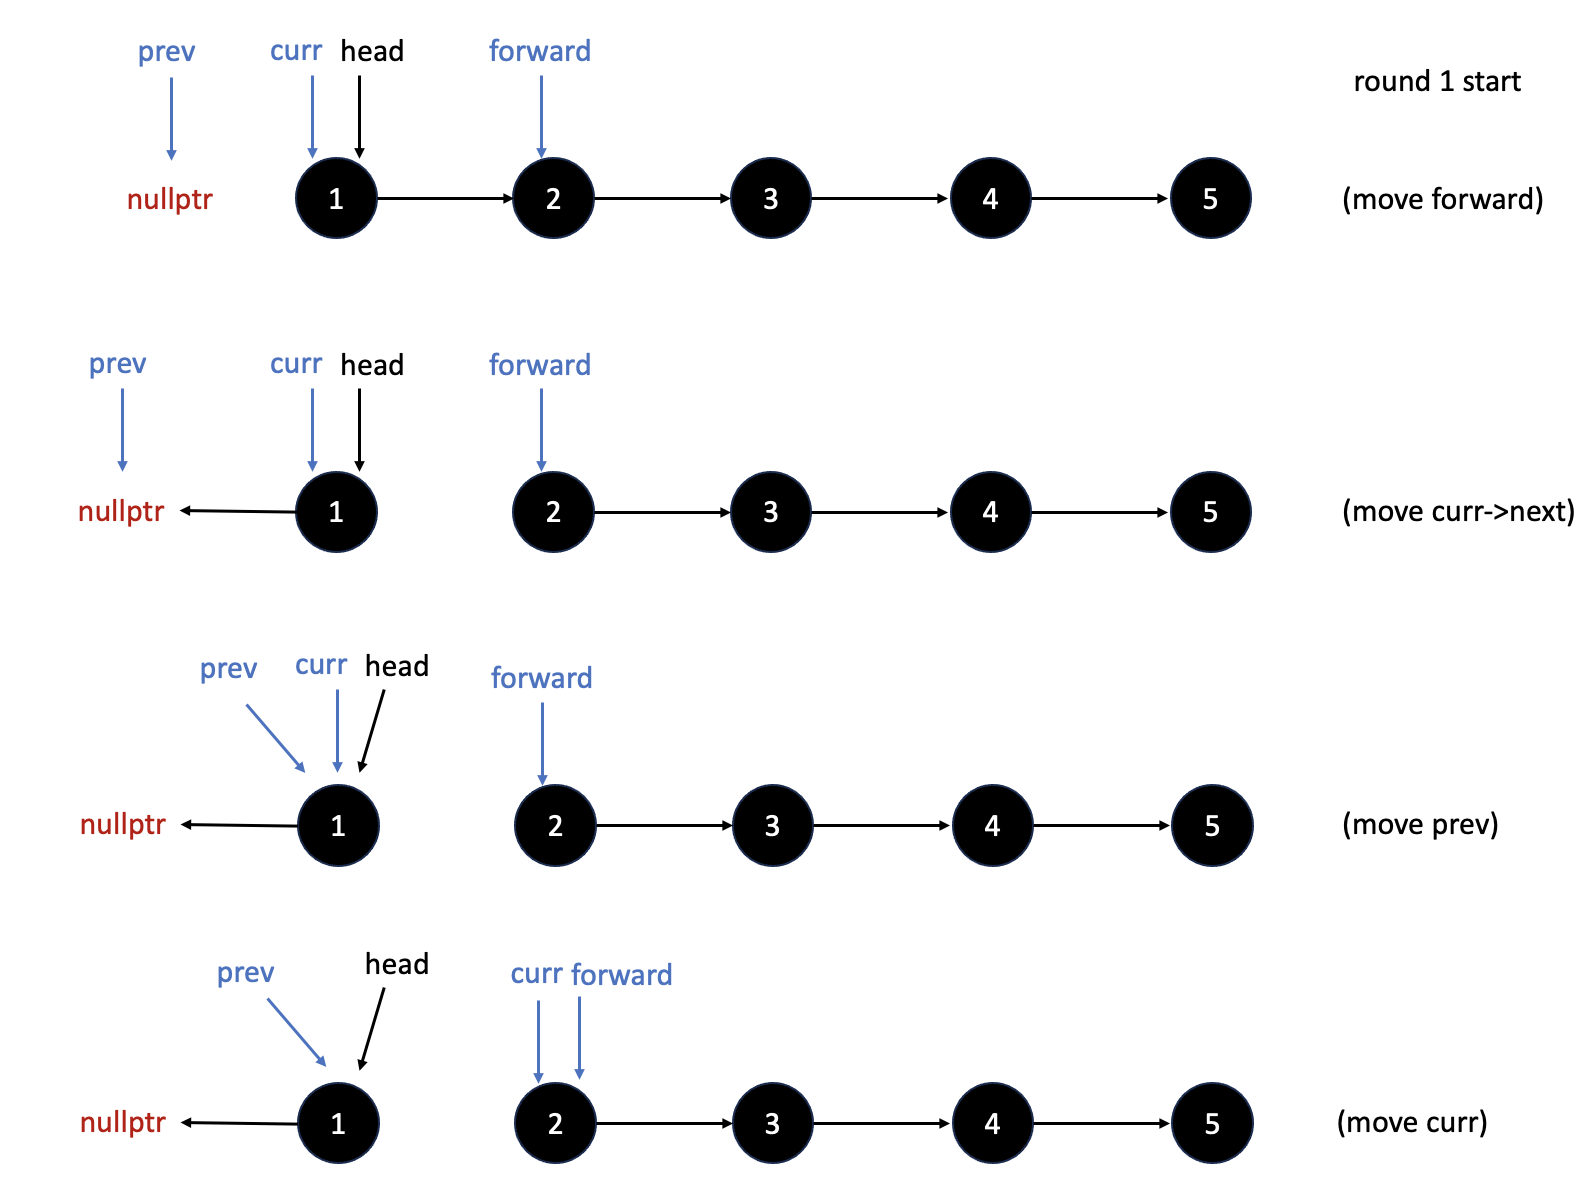 prev curr head forward
round 1 start
nullptr 1 2 3 4 5 (move forward)
prev curr head forward
nullptr 1 2 3 4 5 (move curr->next)
prev curr head forward
nullptr 1 2 3 4 5 (move prev)
prev head curr forward
nullptr 1 2 3 4 5 (move curr)